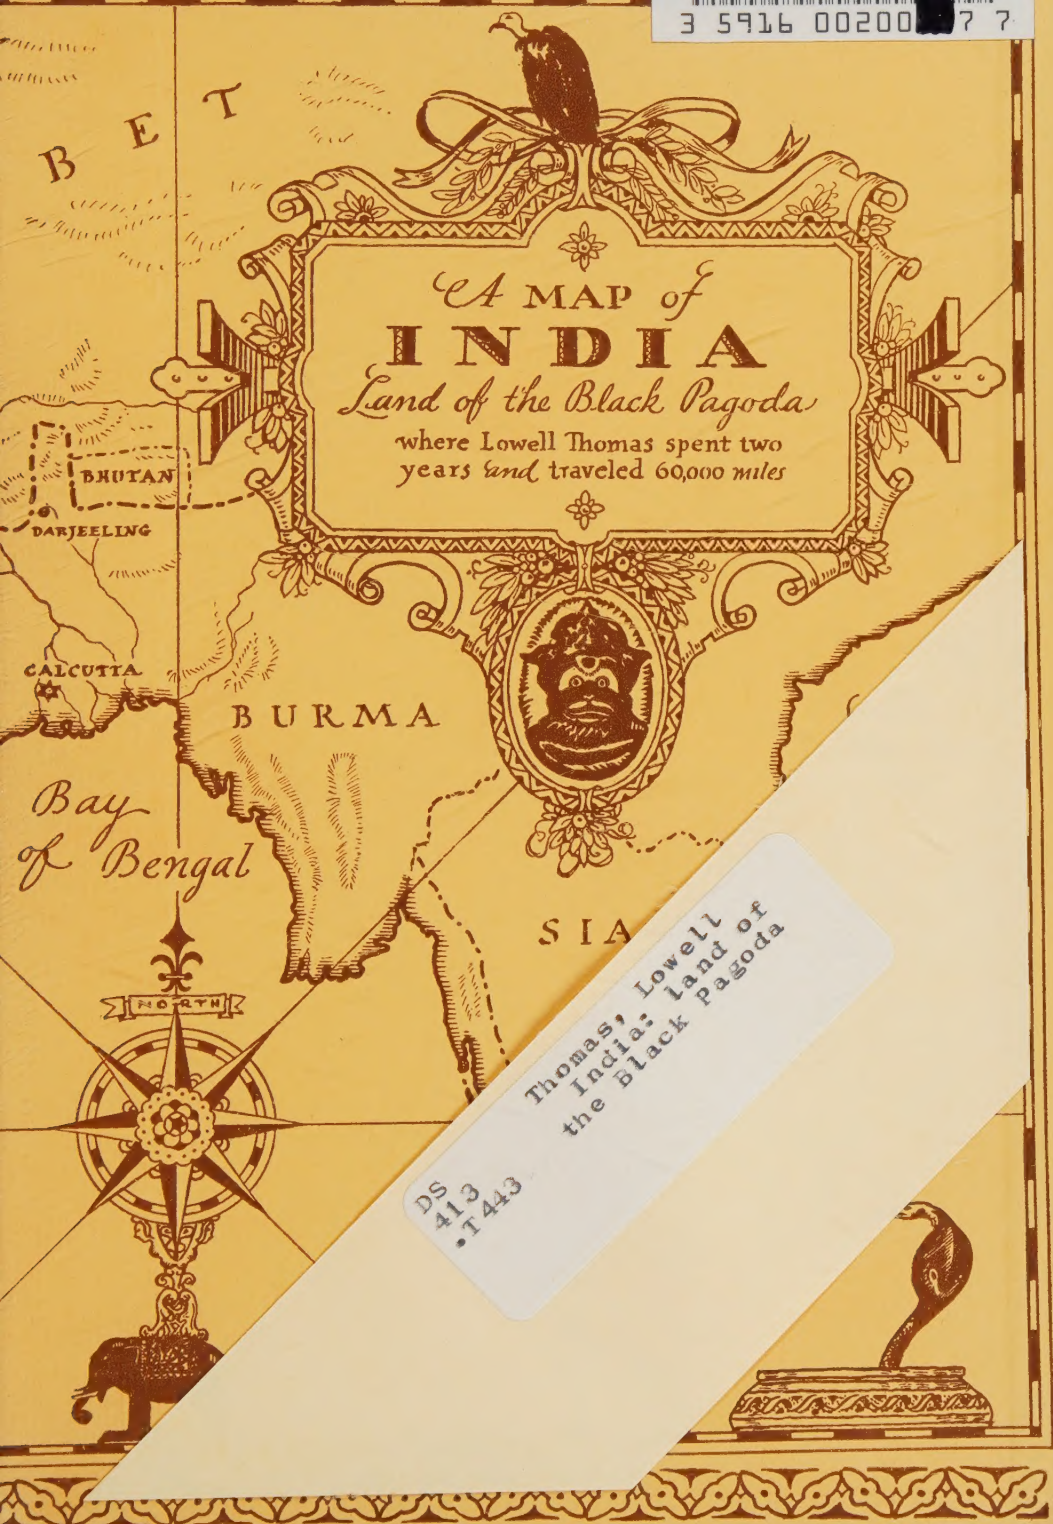 3 5916 00200 7 7
B E T
A MAP of
INDIA
Land of the Black Pagoda
where Lowell Thomas spent two
years and traveled 60,000 miles
BHUTAN
DARJEELING
CALCUTTA
BURMA
Bay
of Bengal
SIA
NORTH
Thomas, Lowell
India: land of
the Black Pagoda
DS
413
.T443